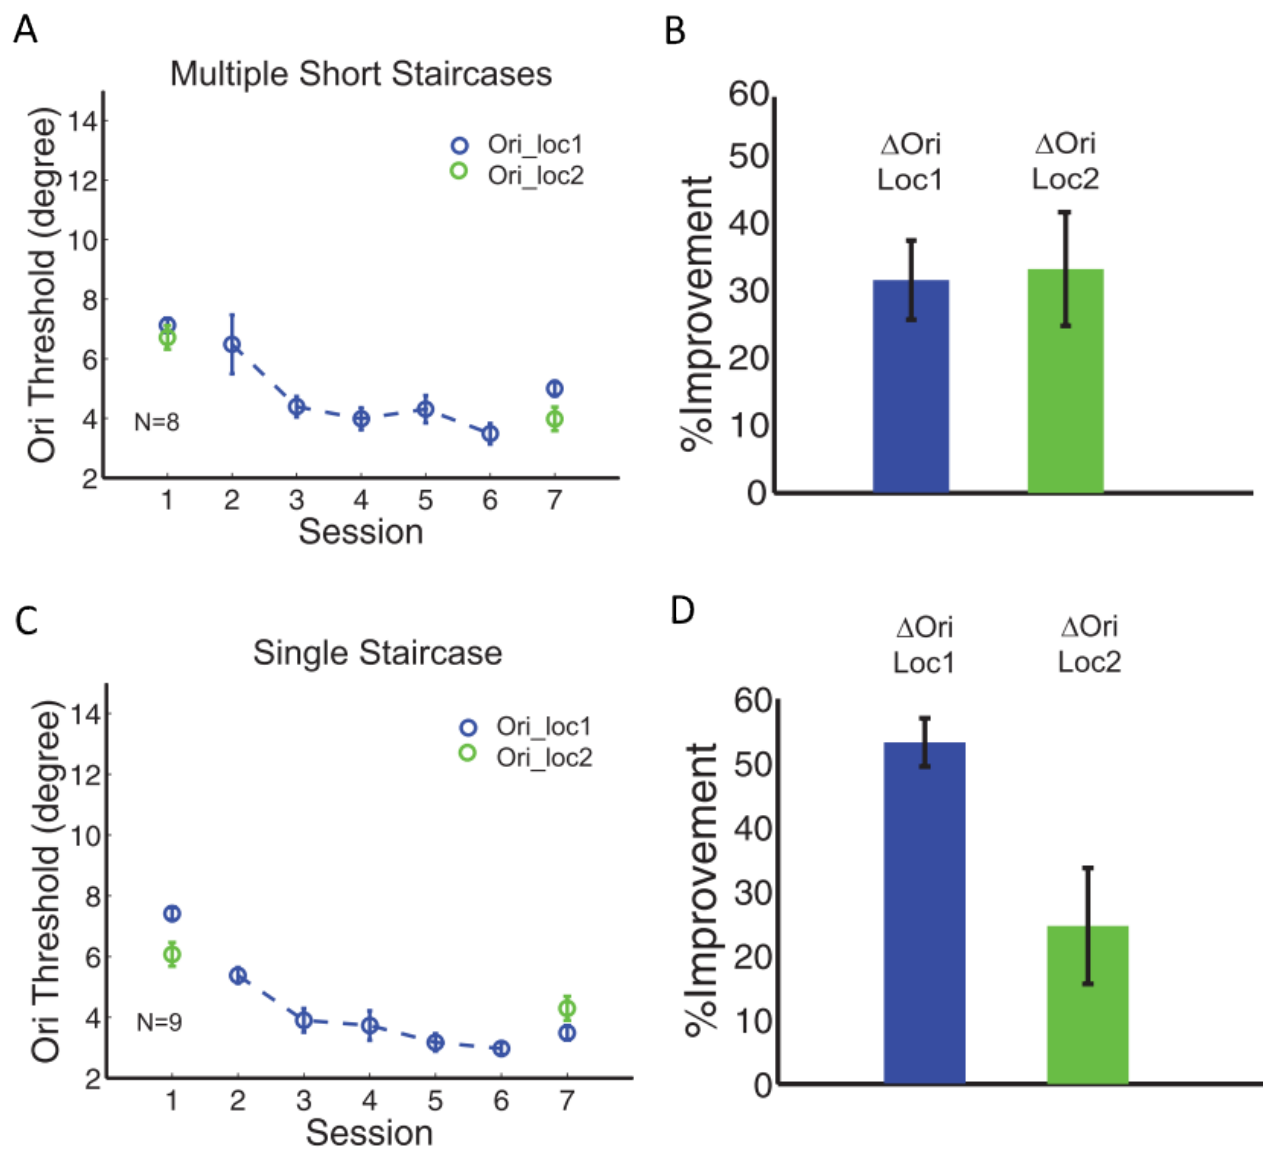 A
Multiple Short Staircases
Ori Threshold (degree)
14
12
10
8
6
4
2
Ori_loc1
Ori_loc2
N=8
1 2 3 4 5 6 7
Session
B
%Improvement
60
50
40
30
20
10
0
ΔOri ΔOri
Loc1 Loc2
C
Single Staircase
Ori Threshold (degree)
14
12
10
8
6
4
2
Ori_loc1
Ori_loc2
N=9
1 2 3 4 5 6 7
Session
D
ΔOri ΔOri
Loc1 Loc2
%Improvement
60
50
40
30
20
10
0